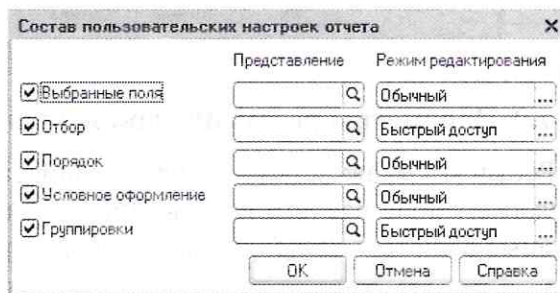 Состав пользовательских настроек отчета
Представление Режим редактирования
Выбранные поля Обычный ...
Отбор Быстрый доступ ...
Порядок Обычный ...
Условное оформление Обычный ...
Группировки Быстрый доступ ...
ОК Отмена Справка